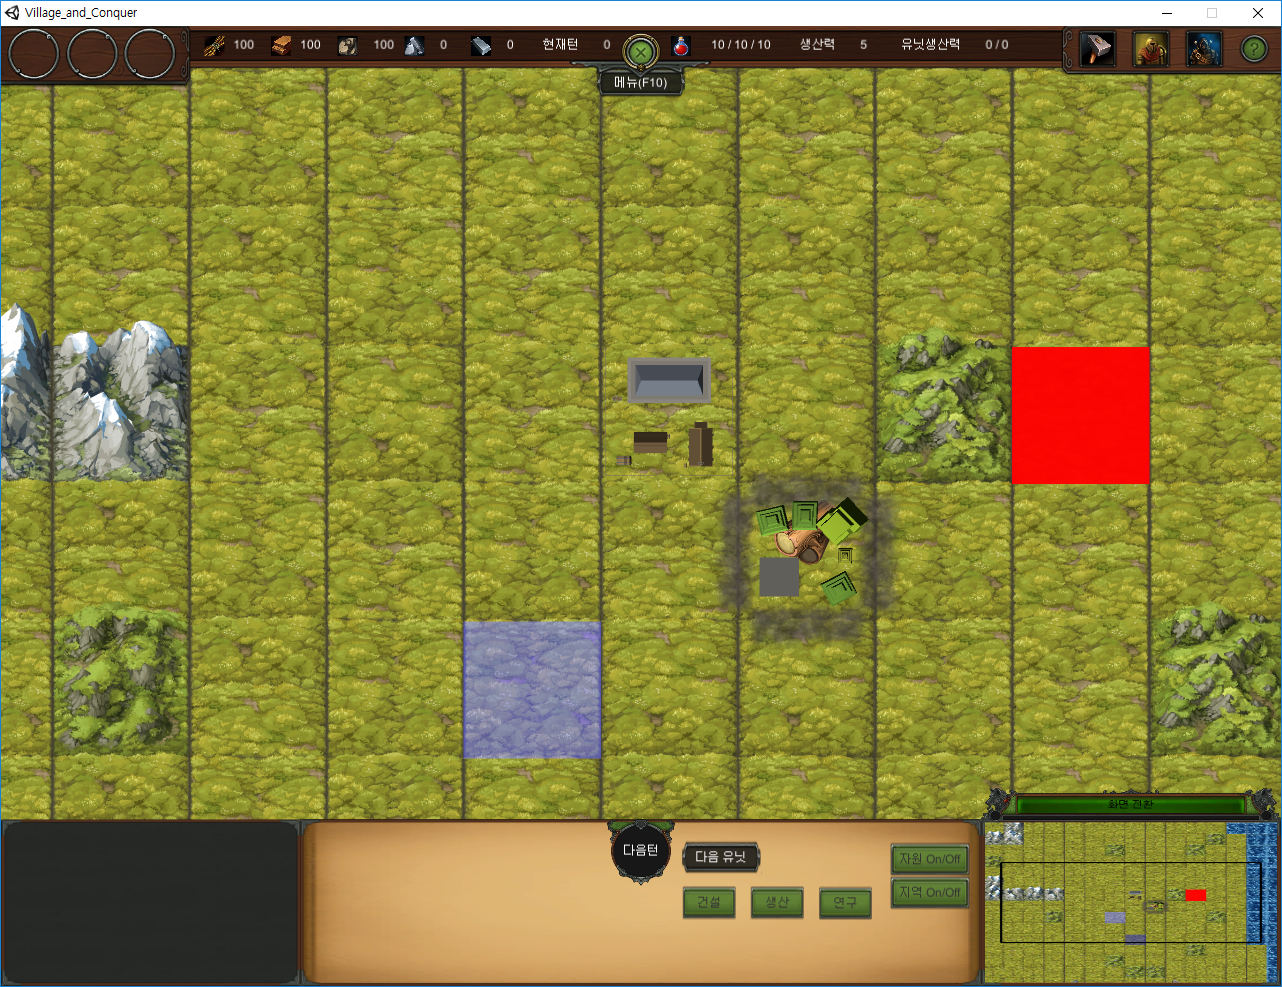 Village_and_Conquer
100 100 100 0 0 현재턴 0 10 / 10 / 10 생산력 5 유닛생산력 0 / 0 ?
메뉴(F10)
화면 전환
다음턴
다음 유닛
자원 On/Off
지역 On/Off
건설 생산 연구